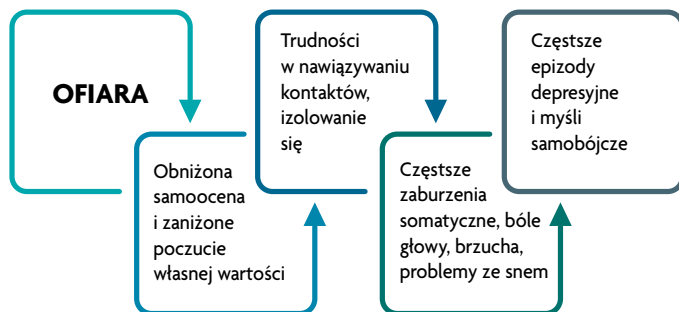 OFIARA
Obniżona
samoocena
i zaniżone
poczucie
własnej wartości
Trudności
w nawiązywaniu
kontaktów,
izolowanie
się
Częstsze
zaburzenia
somatyczne, bóle
głowy, brzucha,
problemy ze snem
Częstsze
epizody
depresyjne
i myśli
samobójcze